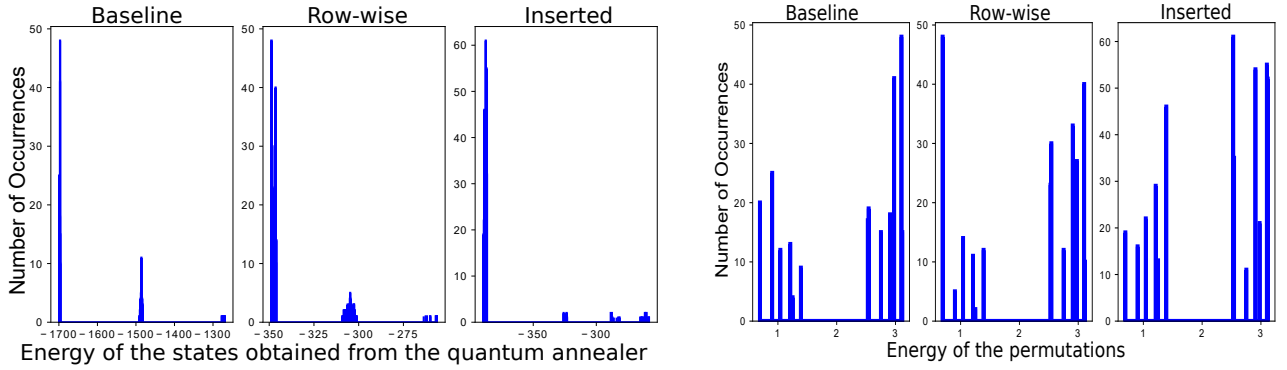 Baseline
Row-wise
Inserted
Number of Occurrences
50
40
30
20
10
0
−1700 −1600 −1500 −1400 −1300
50
40
30
20
10
0
−350 −325 −300 −275
60
50
40
30
20
10
0
−350 −300
Energy of the states obtained from the quantum annealer
Baseline
Row-wise
Inserted
Number of Occurrences
50
40
30
20
10
0
1 2 3
50
40
30
20
10
0
1 2 3
60
50
40
30
20
10
0
1 2 3
Energy of the permutations